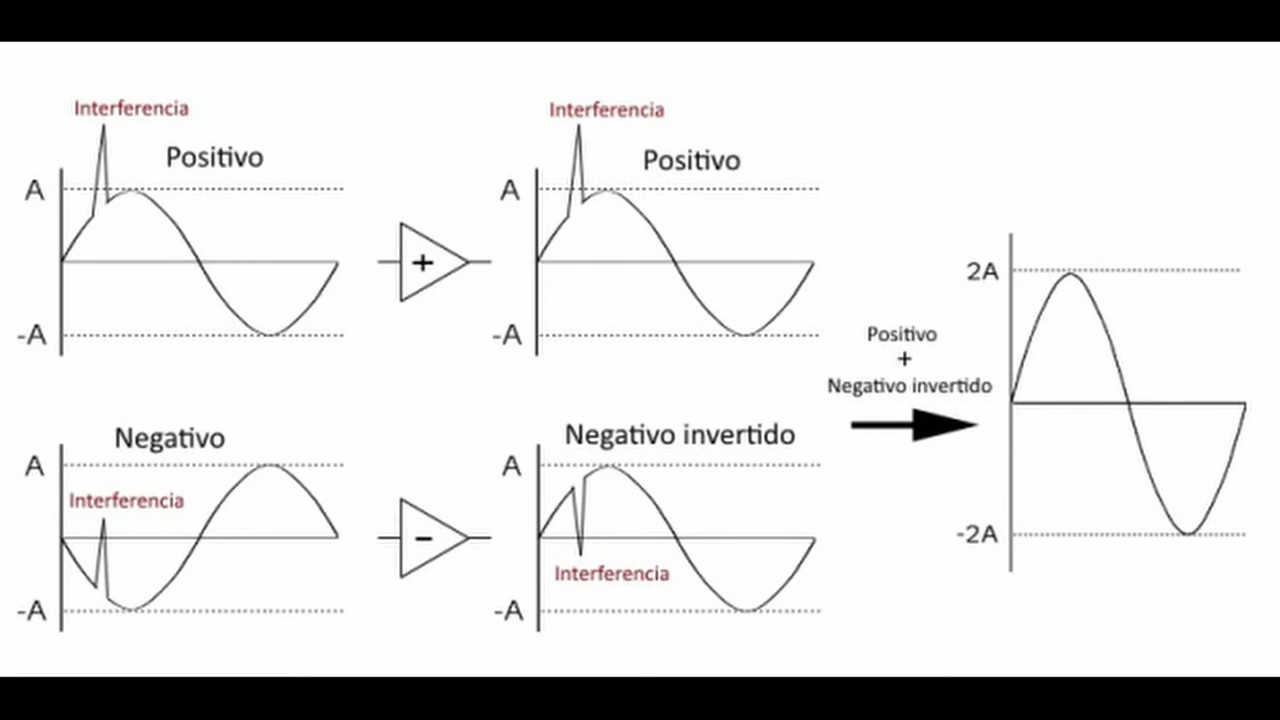 Interferencia
Positivo
A
-A
+
Interferencia
Positivo
A
-A
Negativo
A
Interferencia
-A
-
Negativo invertido
A
Interferencia
-A
Positivo
+
Negativo invertido
2A
-2A